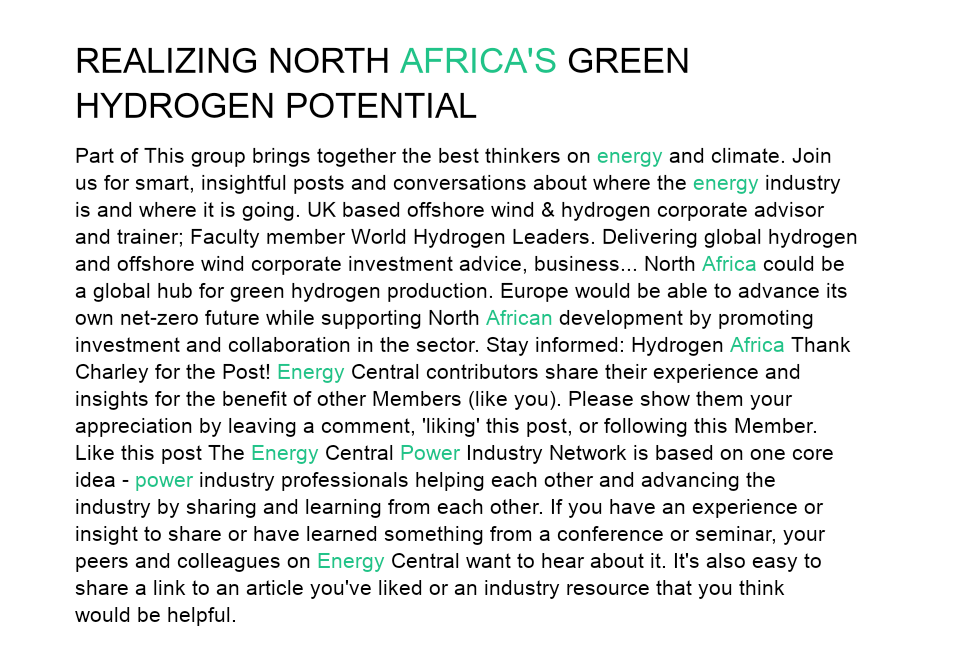 REALIZING NORTH AFRICA'S GREEN
HYDROGEN POTENTIAL
Part of This group brings together the best thinkers on energy and climate. Join
us for smart, insightful posts and conversations about where the energy industry
is and where it is going. UK based offshore wind & hydrogen corporate advisor
and trainer; Faculty member World Hydrogen Leaders. Delivering global hydrogen
and offshore wind corporate investment advice, business... North Africa could be
a global hub for green hydrogen production. Europe would be able to advance its
own net-zero future while supporting North African development by promoting
investment and collaboration in the sector. Stay informed: Hydrogen Africa Thank
Charley for the Post! Energy Central contributors share their experience and
insights for the benefit of other Members (like you). Please show them your
appreciation by leaving a comment, 'liking' this post, or following this Member.
Like this post The Energy Central Power Industry Network is based on one core
idea - power industry professionals helping each other and advancing the
industry by sharing and learning from each other. If you have an experience or
insight to share or have learned something from a conference or seminar, your
peers and colleagues on Energy Central want to hear about it. It's also easy to
share a link to an article you've liked or an industry resource that you think
would be helpful.